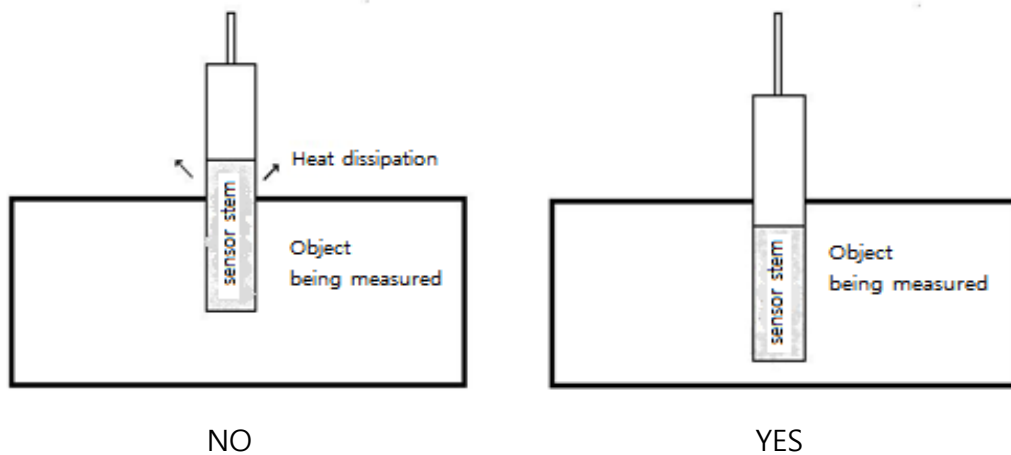 Heat dissipation
sensor stem
Object
being measured
NO
sensor stem
Object
being measured
YES